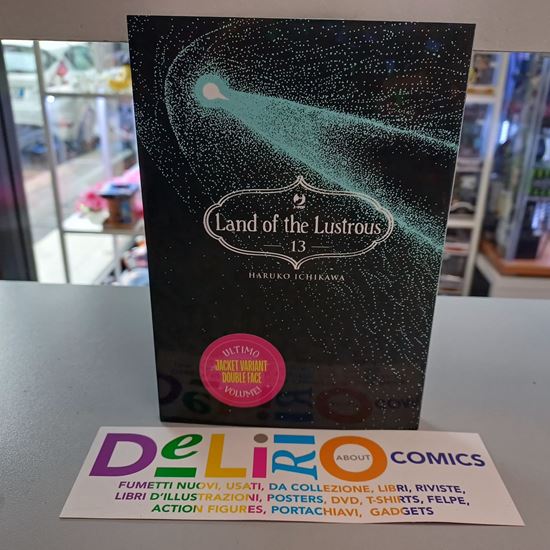 Land of the Lustrous
13
HARUKO ICHIKAWA
ULTIMO
JACKET VARIANT
DOUBLE FACE
VOLUME!
DeLiRIO ABOUT COMICS
FUMETTI NUOVI, USATI, DA COLLEZIONE, LIBRI, RIVISTE,
LIBRI D'ILLUSTRAZIONI, POSTERS, DVD, T-SHIRTS, FELPE,
ACTION FIGURES, PORTACHIAVI, GADGETS